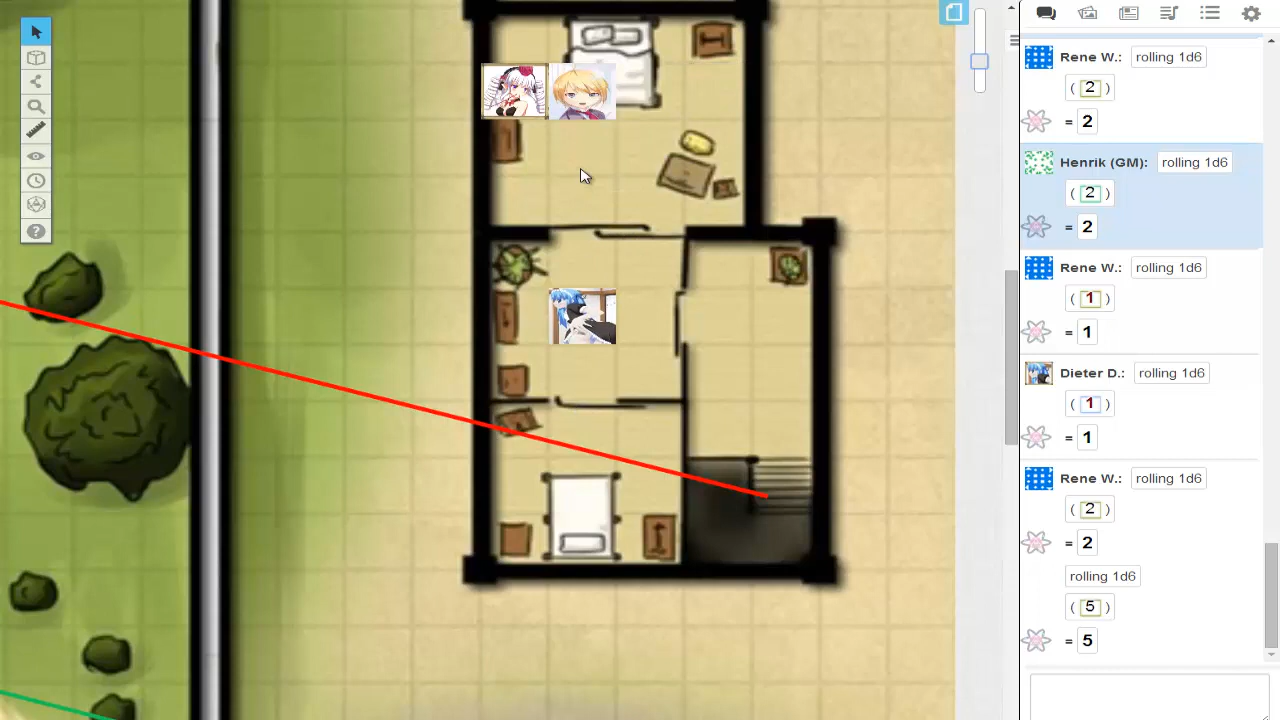 Rene W.: rolling 1d6
( 2 )
= 2
Henrik (GM): rolling 1d6
( 2 )
= 2
Rene W.: rolling 1d6
( 1 )
= 1
Dieter D.: rolling 1d6
( 1 )
= 1
Rene W.: rolling 1d6
( 2 )
= 2
rolling 1d6
( 5 )
= 5